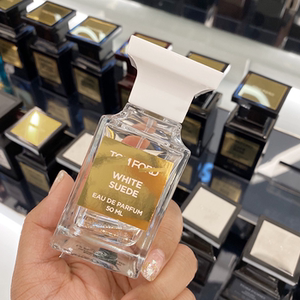 TOM FORD
WHITE
SUEDE
EAU DE PARFUM
50 ML